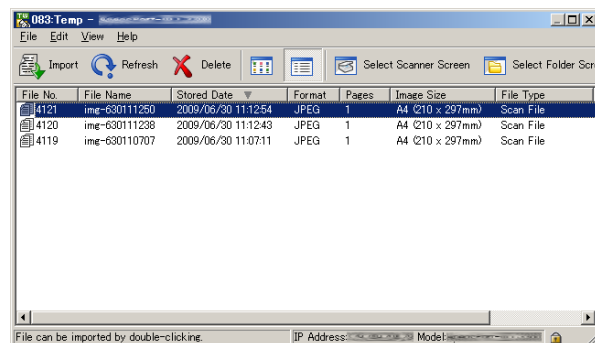 083:Temp -
File Edit View Help
Import Refresh Delete Select Scanner Screen Select Folder Scr
File No. File Name Stored Date Format Pages Image Size File Type
4121 img-630111250 2009/06/30 11:12:54 JPEG 1 A4 (210 x 297mm) Scan File
4120 img-630111238 2009/06/30 11:12:43 JPEG 1 A4 (210 x 297mm) Scan File
4119 img-630110707 2009/06/30 11:07:11 JPEG 1 A4 (210 x 297mm) Scan File
File can be imported by double-clicking. IP Address: Model: